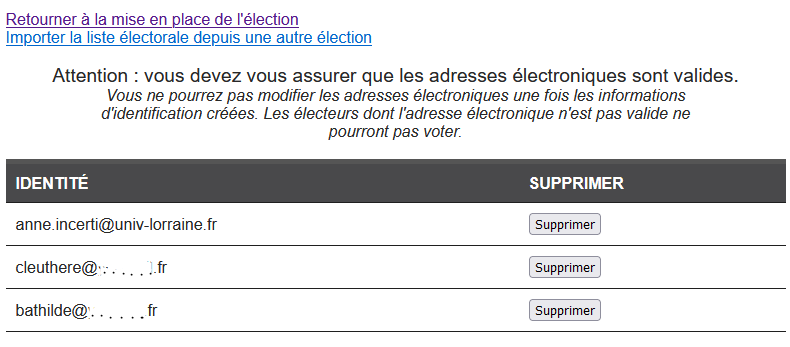 Retourner à la mise en place de l'élection
Importer la liste électorale depuis une autre élection
Attention : vous devez vous assurer que les adresses électroniques sont valides.
Vous ne pourrez pas modifier les adresses électroniques une fois les informations
d'identification créées. Les électeurs dont l'adresse électronique n'est pas valide ne
pourront pas voter.
IDENTITÉ SUPPRIMER
anne.incerti@univ-lorraine.fr Supprimer
cleuthere@ .fr Supprimer
bathilde@ fr Supprimer